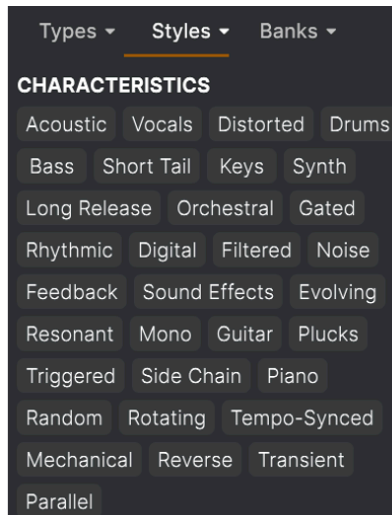 Types Styles Banks
CHARACTERISTICS
Acoustic Vocals Distorted Drums
Bass Short Tail Keys Synth
Long Release Orchestral Gated
Rhythmic Digital Filtered Noise
Feedback Sound Effects Evolving
Resonant Mono Guitar Plucks
Triggered Side Chain Piano
Random Rotating Tempo-Synced
Mechanical Reverse Transient
Parallel